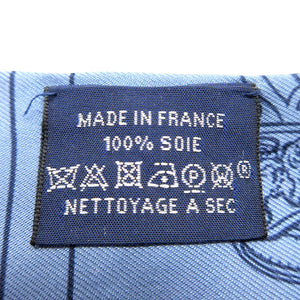 MADE IN FRANCE
100% SOIE
P W ®
NETTOYAGE A SEC